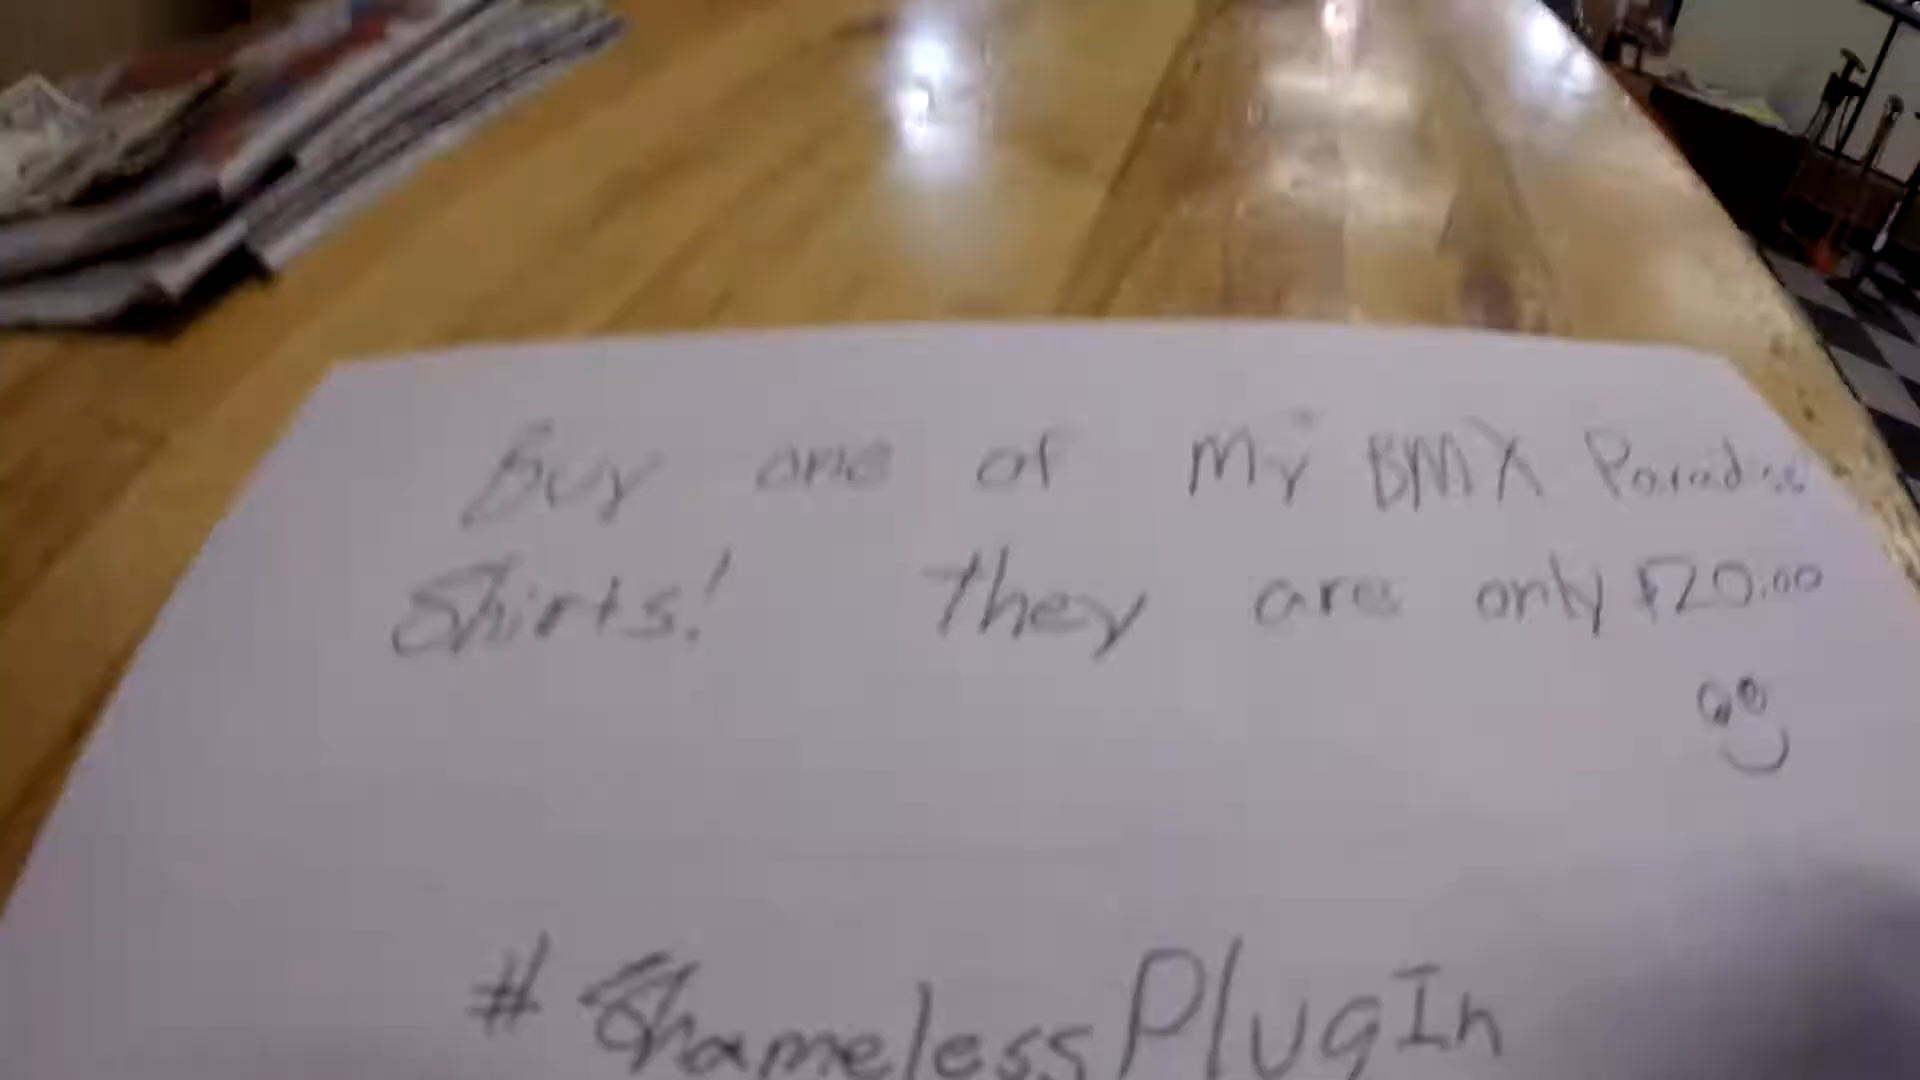 Buy one of My BMX Paradise
Shirts! They are only $20.00
#ShamelessPlugIn